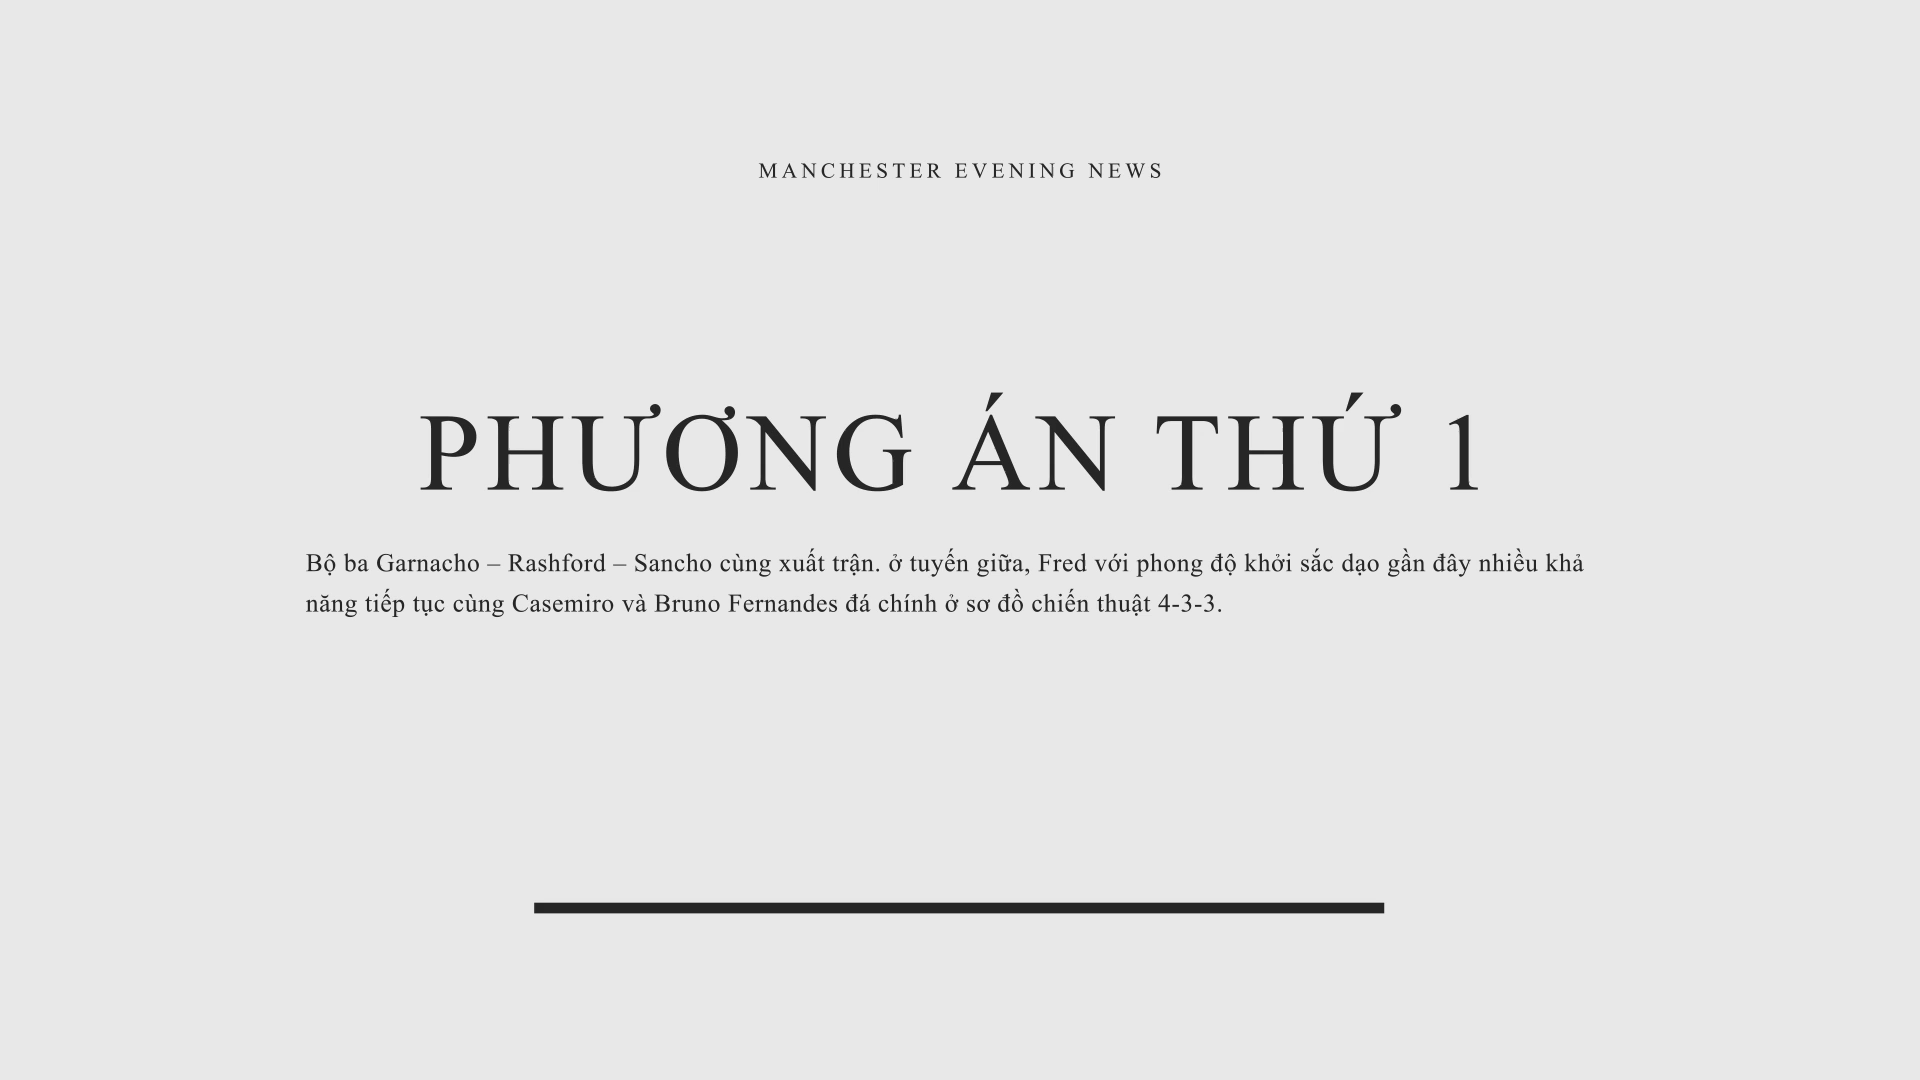 MANCHESTER EVENING NEWS
PHƯƠNG ÁN THỨ 1
Bộ ba Garnacho – Rashford – Sancho cùng xuất trận. ở tuyến giữa, Fred với phong độ khởi sắc dạo gần đây nhiều khả
năng tiếp tục cùng Casemiro và Bruno Fernandes đá chính ở sơ đồ chiến thuật 4-3-3.